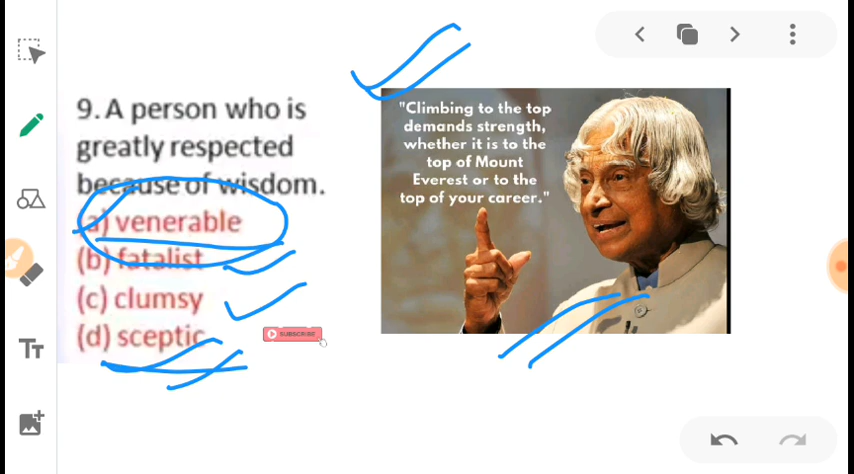 9. A person who is
greatly respected
because of wisdom.
(a) venerable
(b) fatalist
(c) clumsy
(d) sceptic
SUBSCRIBE
"Climbing to the top
demands strength,
whether it is to the
top of Mount
Everest or to the
top of your career."
TT